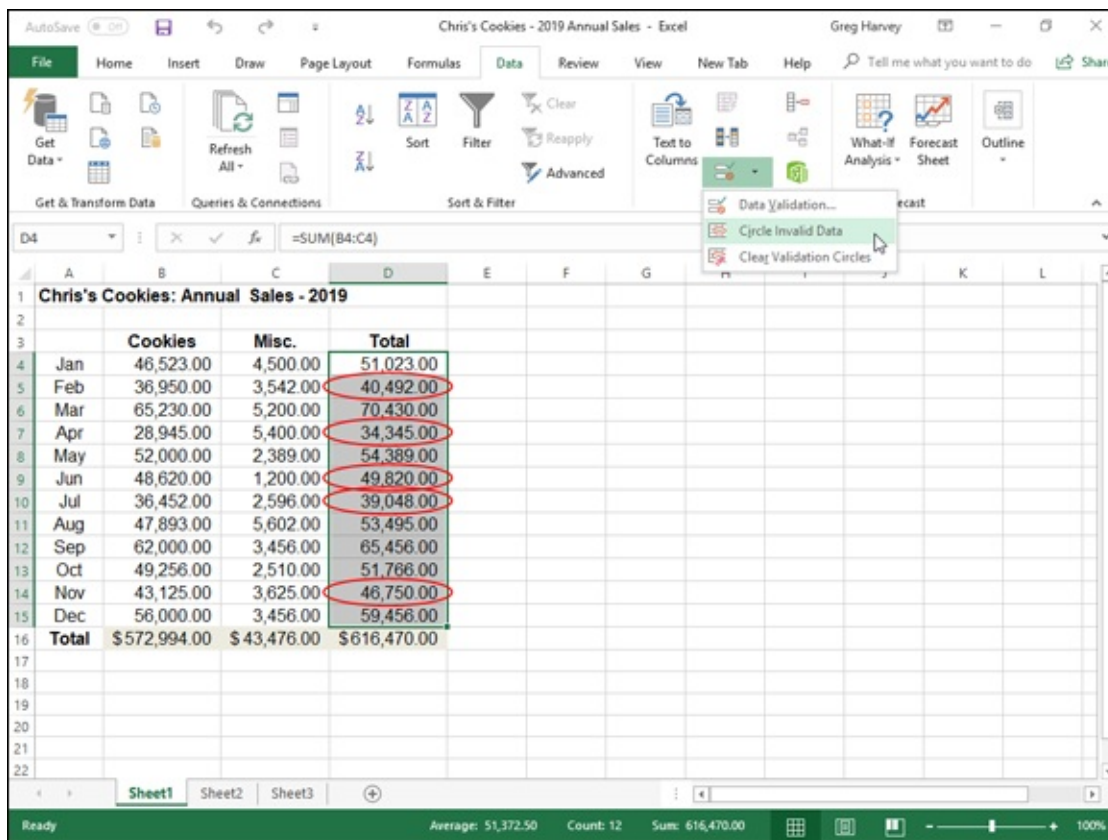 AutoSave Off Chris's Cookies - 2019 Annual Sales - Excel Greg Harvey
File Home Insert Draw Page Layout Formulas Data Review View New Tab Help Tell me what you want to do Shar
Get Data
Refresh All
Sort
Filter
Clear
Reapply
Advanced
Text to Columns
What-If Analysis
Forecast Sheet
Outline
Get & Transform Data Queries & Connections Sort & Filter ecast
Data Validation...
Circle Invalid Data
Clear Validation Circles
D4 fx =SUM(B4:C4)
A B C D E F G H I J K L
1 Chris's Cookies: Annual Sales - 2019
2
3 Cookies Misc. Total
4 Jan 46,523.00 4,500.00 51,023.00
5 Feb 36,950.00 3,542.00 40,492.00
6 Mar 65,230.00 5,200.00 70,430.00
7 Apr 28,945.00 5,400.00 34,345.00
8 May 52,000.00 2,389.00 54,389.00
9 Jun 48,620.00 1,200.00 49,820.00
10 Jul 36,452.00 2,596.00 39,048.00
11 Aug 47,893.00 5,602.00 53,495.00
12 Sep 62,000.00 3,456.00 65,456.00
13 Oct 49,256.00 2,510.00 51,766.00
14 Nov 43,125.00 3,625.00 46,750.00
15 Dec 56,000.00 3,456.00 59,456.00
16 Total $572,994.00 $43,476.00 $616,470.00
17
18
19
20
21
22
Sheet1 Sheet2 Sheet3
Ready Average: 51,372.50 Count: 12 Sum: 616,470.00 100%